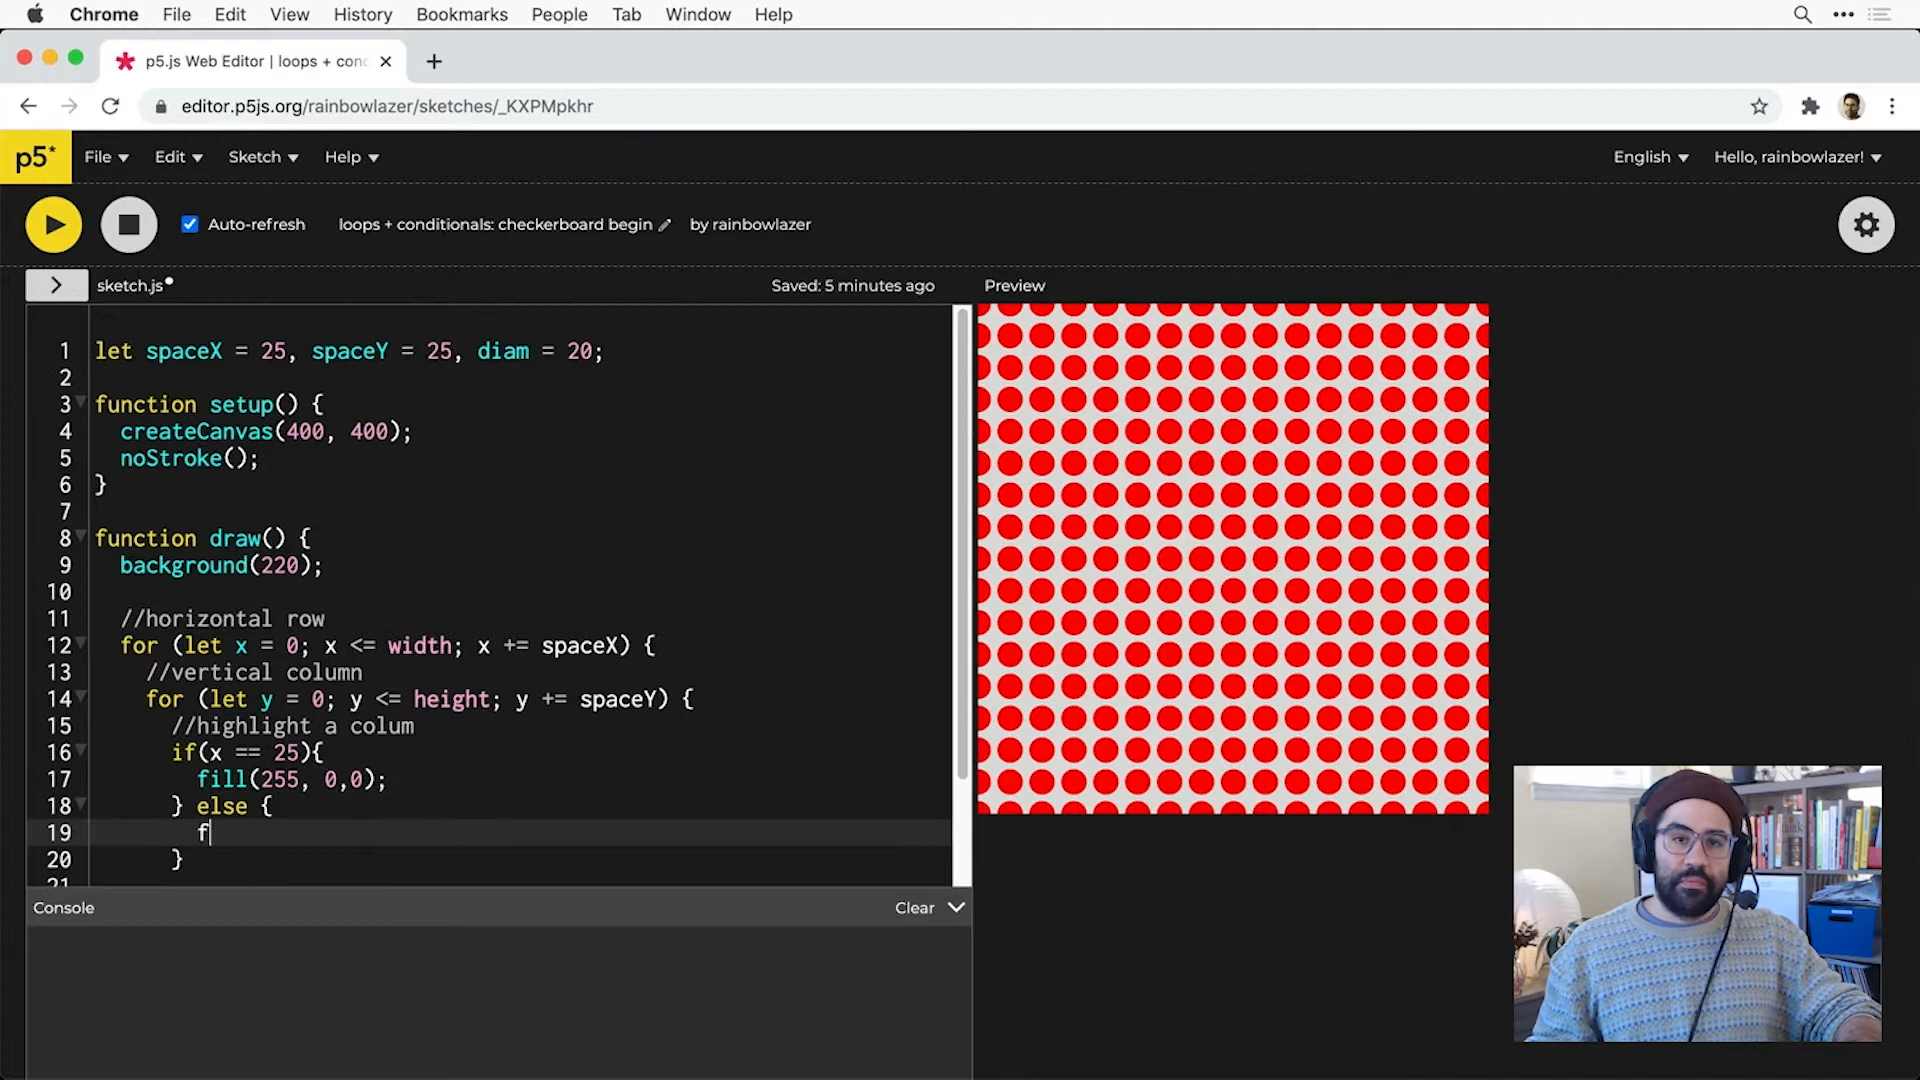 Chrome File Edit View History Bookmarks People Tab Window Help
p5.js Web Editor | loops + cond
editor.p5js.org/rainbowlazer/sketches/_KXPMpkhr
p5* File Edit Sketch Help English Hello, rainbowlazer!
Auto-refresh loops + conditionals: checkerboard begin by rainbowlazer
sketch.js Saved: 5 minutes ago Preview
1 let spaceX = 25, spaceY = 25, diam = 20;
2
3 function setup() {
4 createCanvas(400, 400);
5 noStroke();
6 }
7
8 function draw() {
9 background(220);
10
11 //horizontal row
12 for (let x = 0; x <= width; x += spaceX) {
13 //vertical column
14 for (let y = 0; y <= height; y += spaceY) {
15 //highlight a colum
16 if(x == 25){
17 fill(255, 0,0);
18 } else {
19 f
20 }
21
Console Clear